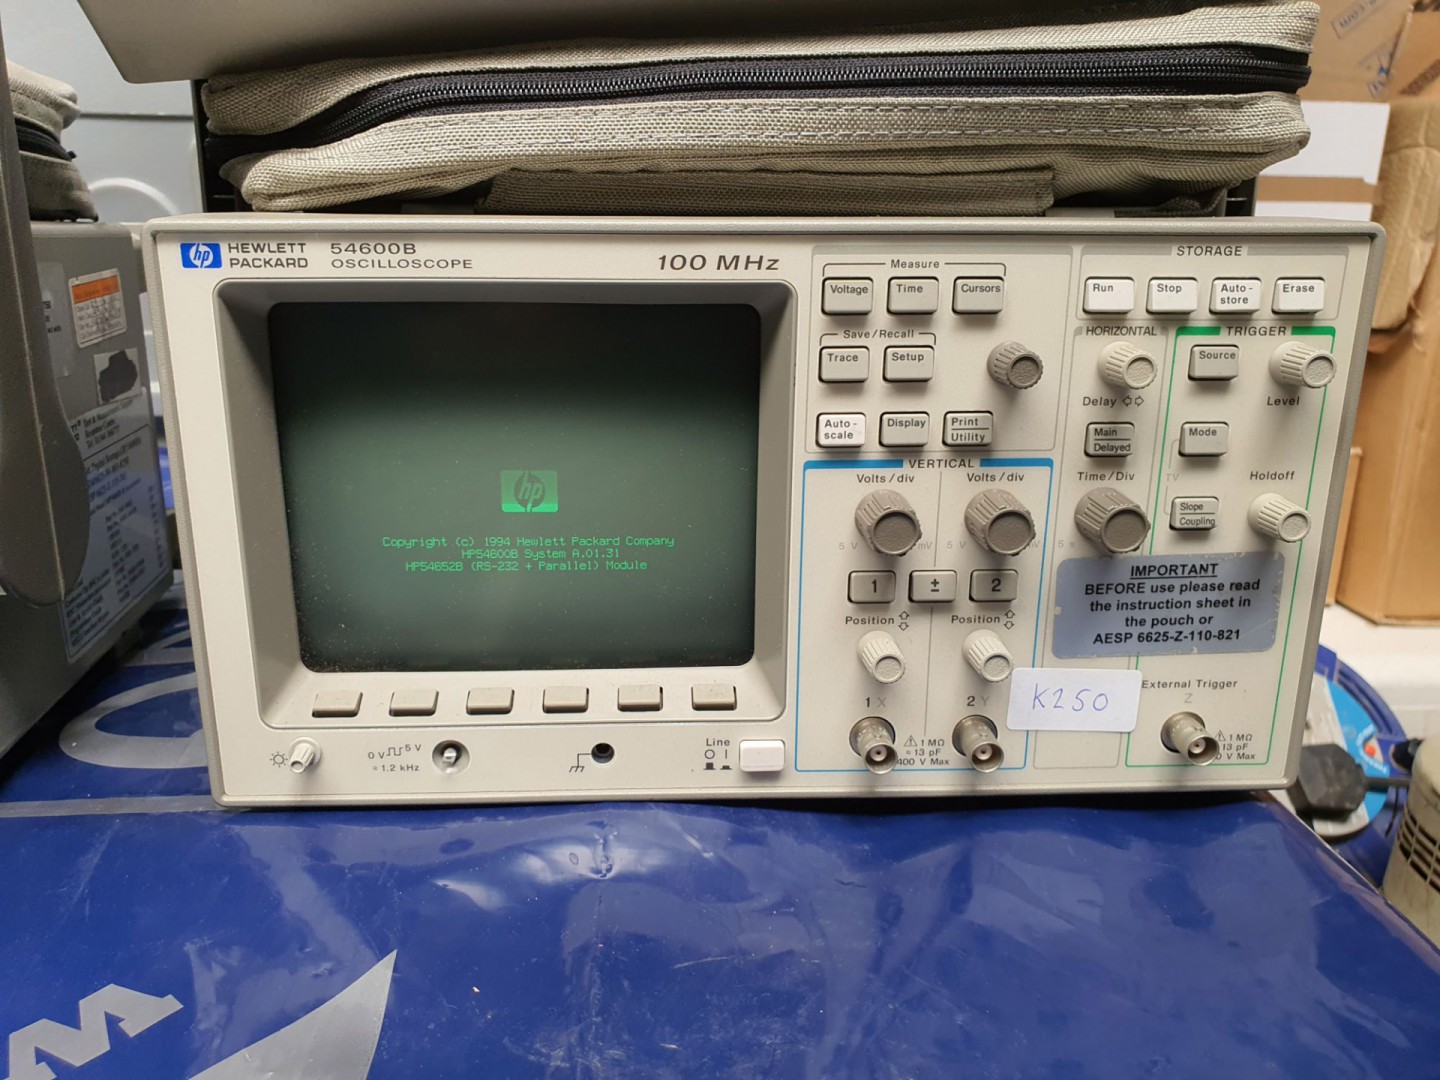 hp HEWLETT PACKARD
54600B OSCILLOSCOPE
100 MHz
hp
Copyright (c) 1994 Hewlett Packard Company
HP54600B System A.01.31
HP54652B (RS-232 + Parallel) Module
0 V 5 V
≈ 1.2 kHz
Line
O I
Measure
Voltage
Time
Cursors
Save/Recall
Trace
Setup
Auto-
scale
Display
Print
Utility
STORAGE
Run
Stop
Auto-
store
Erase
HORIZONTAL
Delay
Main
Delayed
Time/Div
5 s
TRIGGER
Source
Level
Mode
TV
Holdoff
Slope
Coupling
VERTICAL
Volts/div
Volts/div
5 V
mV
5 V
mV
1
±
2
Position
Position
1 X
2 Y
1 MΩ
≈ 13 pF
400 V Max
IMPORTANT
BEFORE use please read
the instruction sheet in
the pouch or
AESP 6625-Z-110-821
K250
External Trigger
Z
1 MΩ
13 pF
V Max